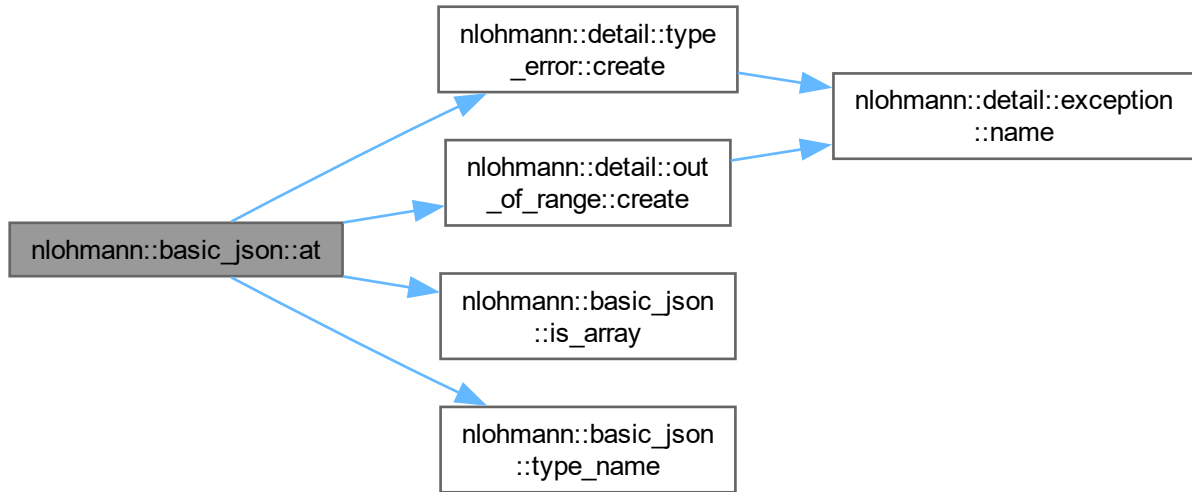 nlohmann::detail::type
_error::create
nlohmann::detail::exception
::name
nlohmann::detail::out
_of_range::create
nlohmann::basic_json::at
nlohmann::basic_json
::is_array
nlohmann::basic_json
::type_name